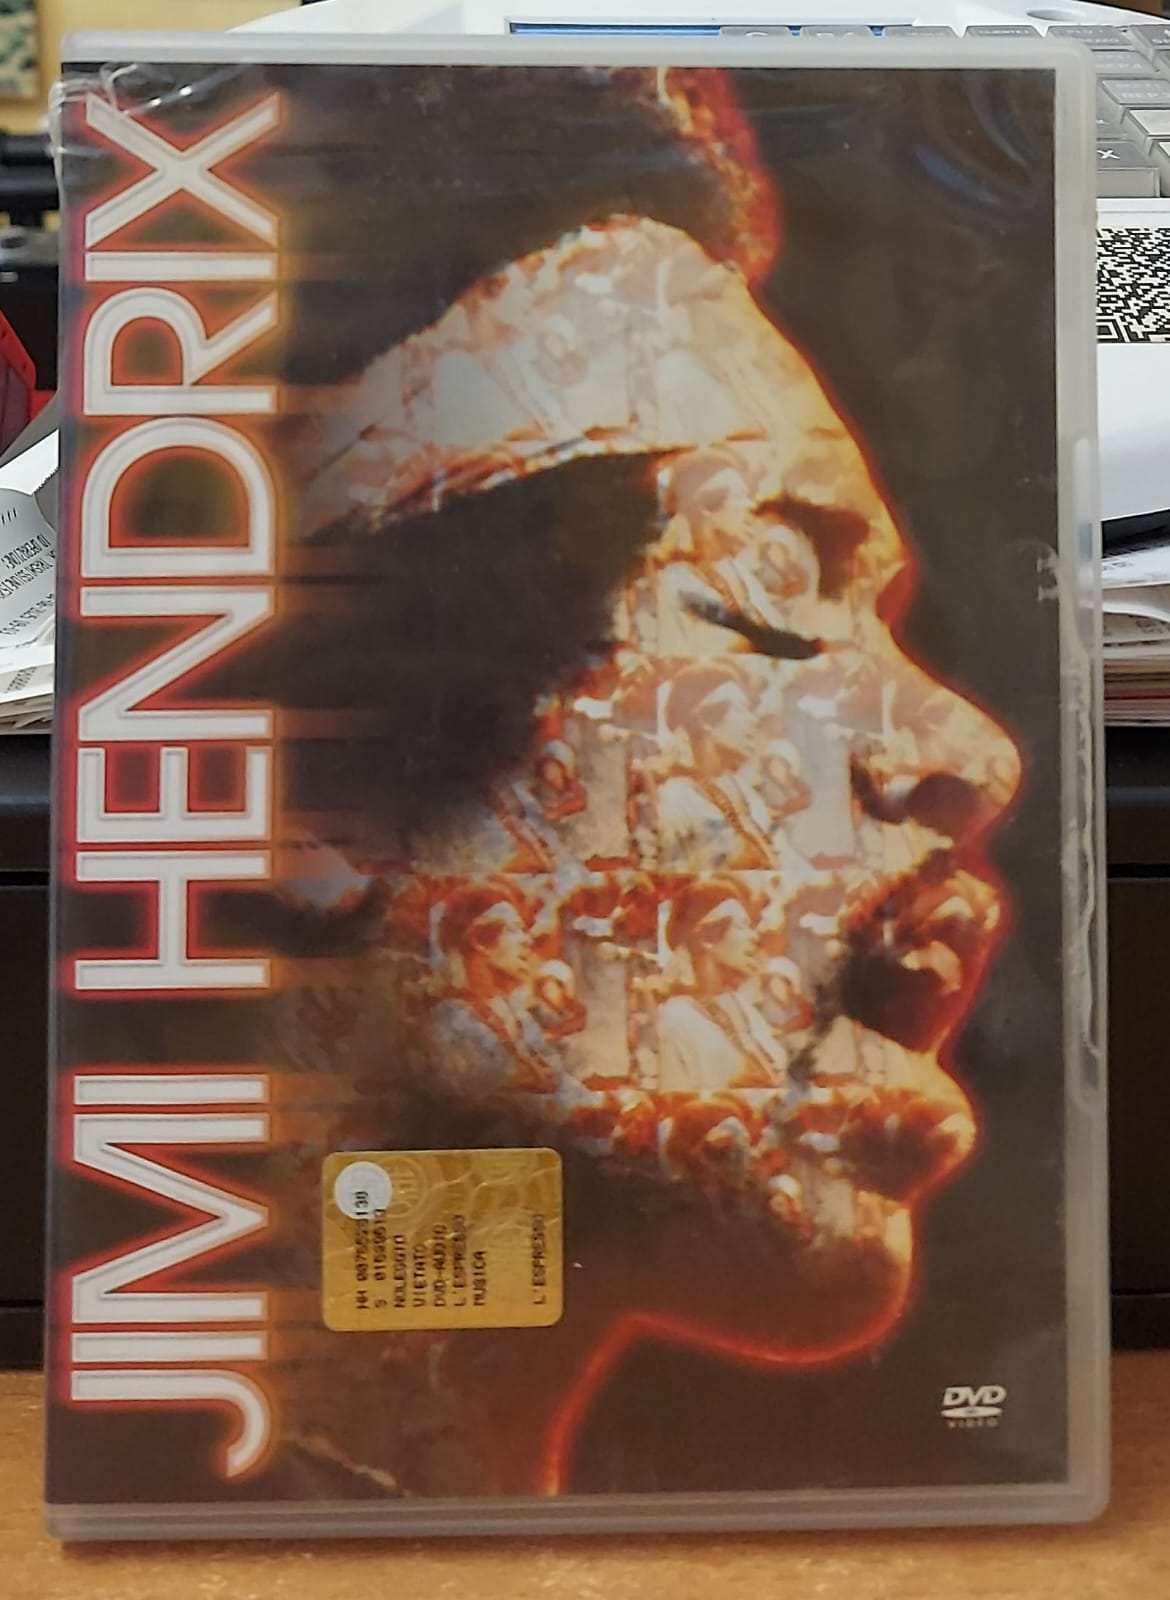 JIMI HENDRIX
NOLEGGIO
VIETATO
DVD-AUDIO
L'ESPRESSO
MUSICA
L'ESPRESSO
DVD
VIDEO
X